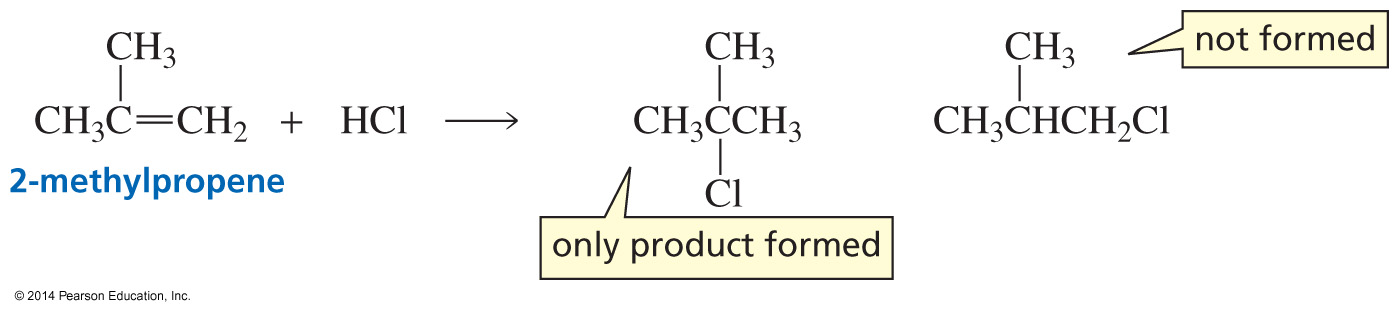 CH₃ CH₃ CH₃ not formed
CH₃C=CH₂ + HCl ⟶ CH₃CCH₃ CH₃CHCH₂Cl
2-methylpropene
Cl
only product formed
© 2014 Pearson Education, Inc.